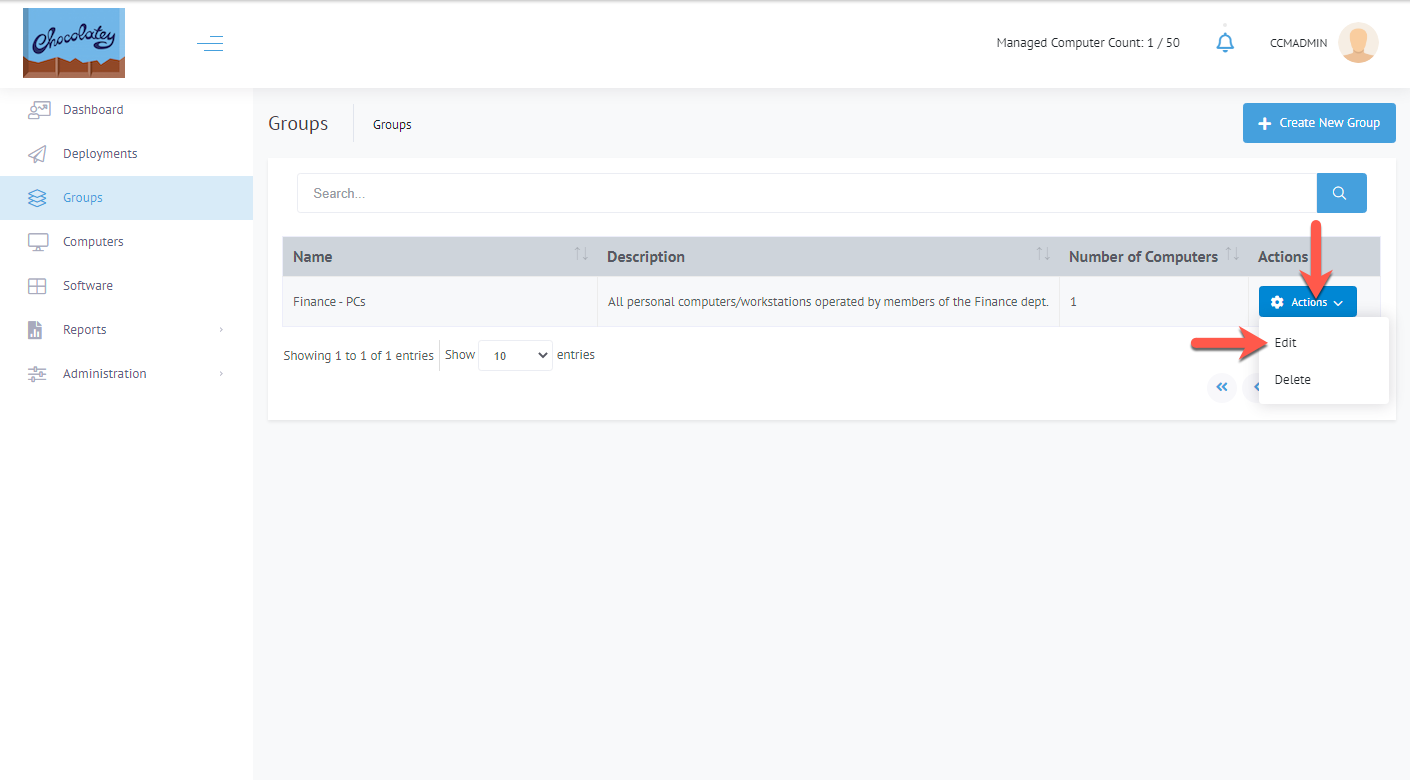 Chocolatey
Managed Computer Count: 1 / 50
CCMADMIN
Dashboard
Deployments
Groups
Computers
Software
Reports
Administration
Groups
Groups
Create New Group
Search...
Name Description Number of Computers Actions
Finance - PCs All personal computers/workstations operated by members of the Finance dept. 1 Actions
Edit
Delete
Showing 1 to 1 of 1 entries Show 10 entries